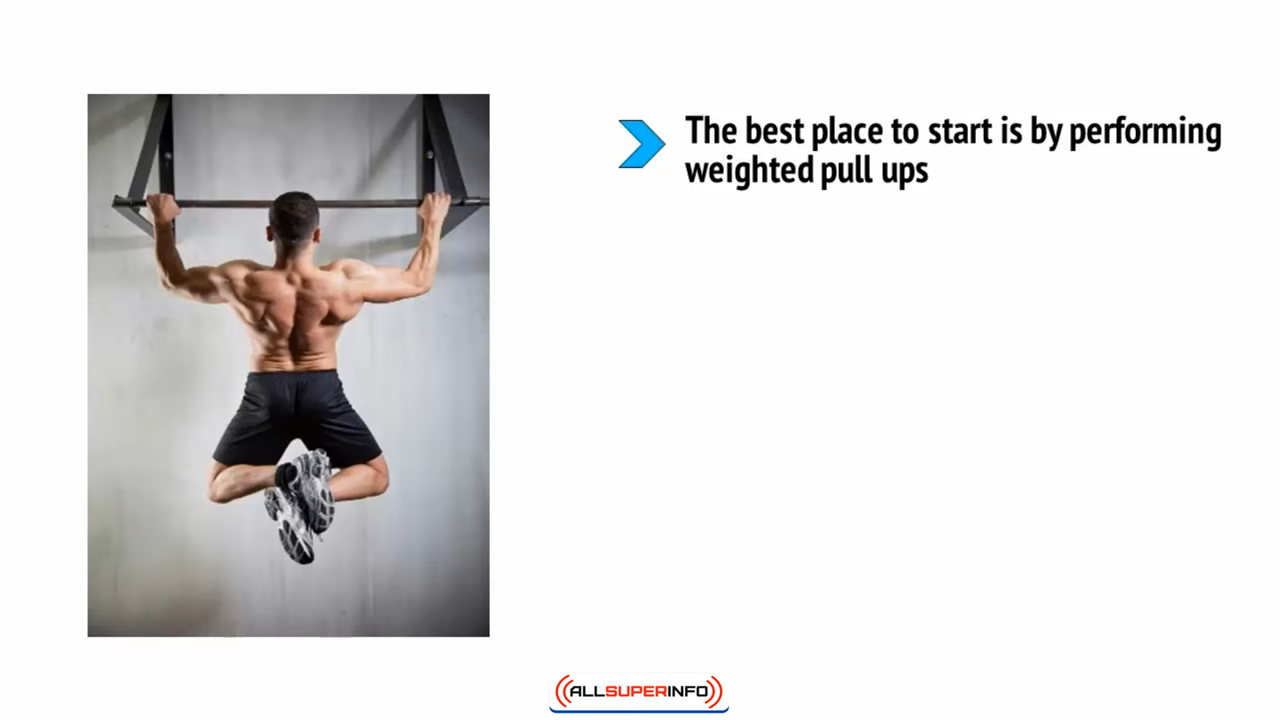 The best place to start is by performing
weighted pull ups
ALLSUPERINFO